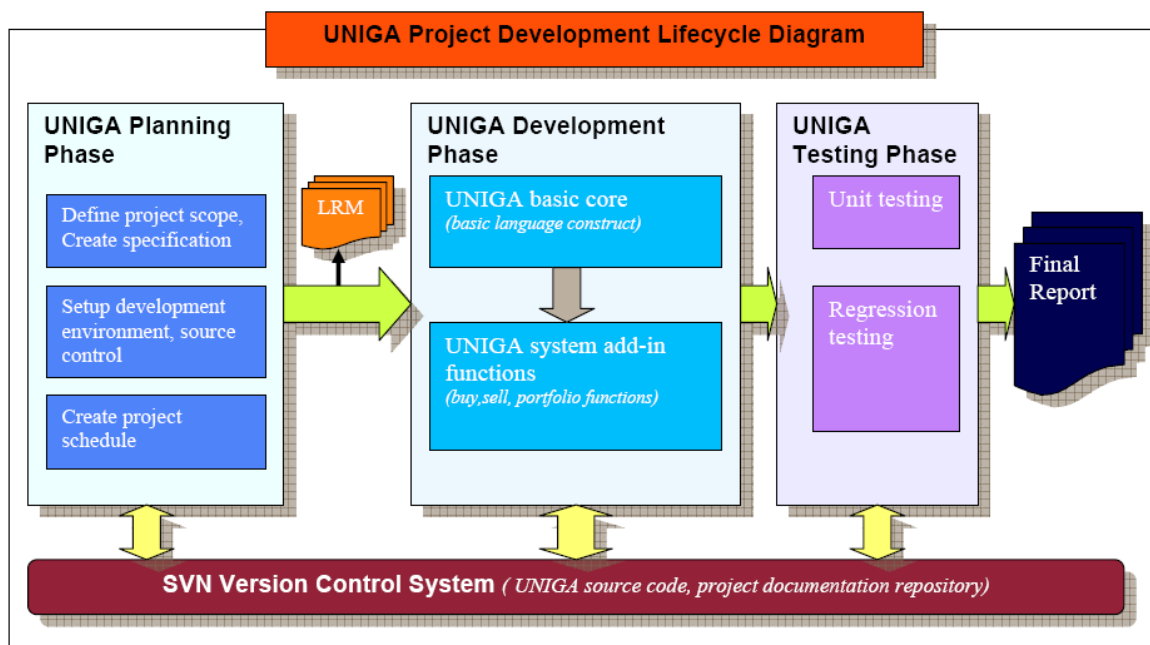 UNIGA Project Development Lifecycle Diagram
UNIGA Planning
Phase
Define project scope,
Create specification
Setup development
environment, source
control
Create project
schedule
LRM
UNIGA Development
Phase
UNIGA basic core
(basic language construct)
UNIGA system add-in
functions
(buy,sell, portfolio functions)
UNIGA
Testing Phase
Unit testing
Regression
testing
Final
Report
SVN Version Control System ( UNIGA source code, project documentation repository)